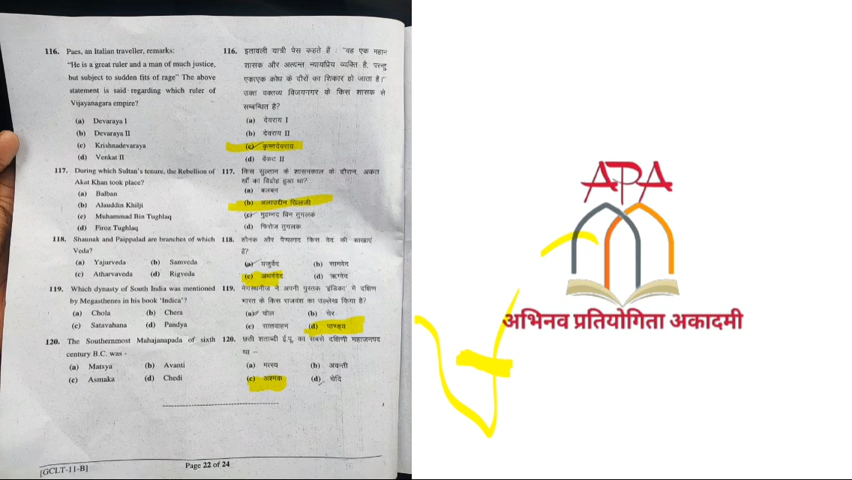 116. Paes, an Italian traveller, remarks:
"He is a great ruler and a man of much justice,
but subject to sudden fits of rage" The above
statement is said regarding which ruler of
Vijayanagara empire?
(a) Devaraya I
(b) Devaraya II
(c) Krishnadevaraya
(d) Venkat II
117. During which Sultan's tenure, the Rebellion of
Akat Khan took place?
(a) Balban
(b) Alauddin Khilji
(c) Muhammad Bin Tughlaq
(d) Firoz Tughlaq
118. Shaunak and Paippalad are branches of which
Veda?
(a) Yajurveda (b) Samveda
(c) Atharvaveda (d) Rigveda
119. Which dynasty of South India was mentioned
by Megasthenes in his book 'Indica'?
(a) Chola (b) Chera
(c) Satavahana (d) Pandya
120. The Southernmost Mahajanapada of sixth
century B.C. was -
(a) Matsya (b) Avanti
(c) Asmaka (d) Chedi
116. इतावली यात्री पेस कहते हैं : "वह एक महान
शासक और अत्यन्त न्यायप्रिय व्यक्ति है, परन्तु
एकाएक क्रोध के दौरों का शिकार हो जाता है।"
उक्त वक्तव्य विजयनगर के किस शासक से
सम्बन्धित है?
(a) देवराय I
(b) देवराय II
(c) कृष्णदेवराय
(d) वेंकट II
117. किस सुल्तान के शासनकाल के दौरान, अकत
खाँ का विद्रोह हुआ था?
(a) बलबन
(b) अलाउद्दीन खिलजी
(c) मुहम्मद बिन तुगलक
(d) फिरोज तुगलक
118. शौनक और पैप्पलाद किस वेद की शाखाएं
हैं?
(a) यजुर्वेद (b) सामवेद
(c) अथर्ववेद (d) ऋग्वेद
119. मेगस्थनीज ने अपनी पुस्तक 'इंडिका' में दक्षिण
भारत के किस राजवंश का उल्लेख किया है?
(a) चोल (b) चेर
(c) सातवाहन (d) पाण्ड्य
120. छठी शताब्दी ई.पू. का सबसे दक्षिणी महाजनपद
था –
(a) मत्स्य (b) अवन्ती
(c) अश्मक (d) चेदि
[GCLT-11-B] Page 22 of 24
APA
अभिनव प्रतियोगिता अकादमी